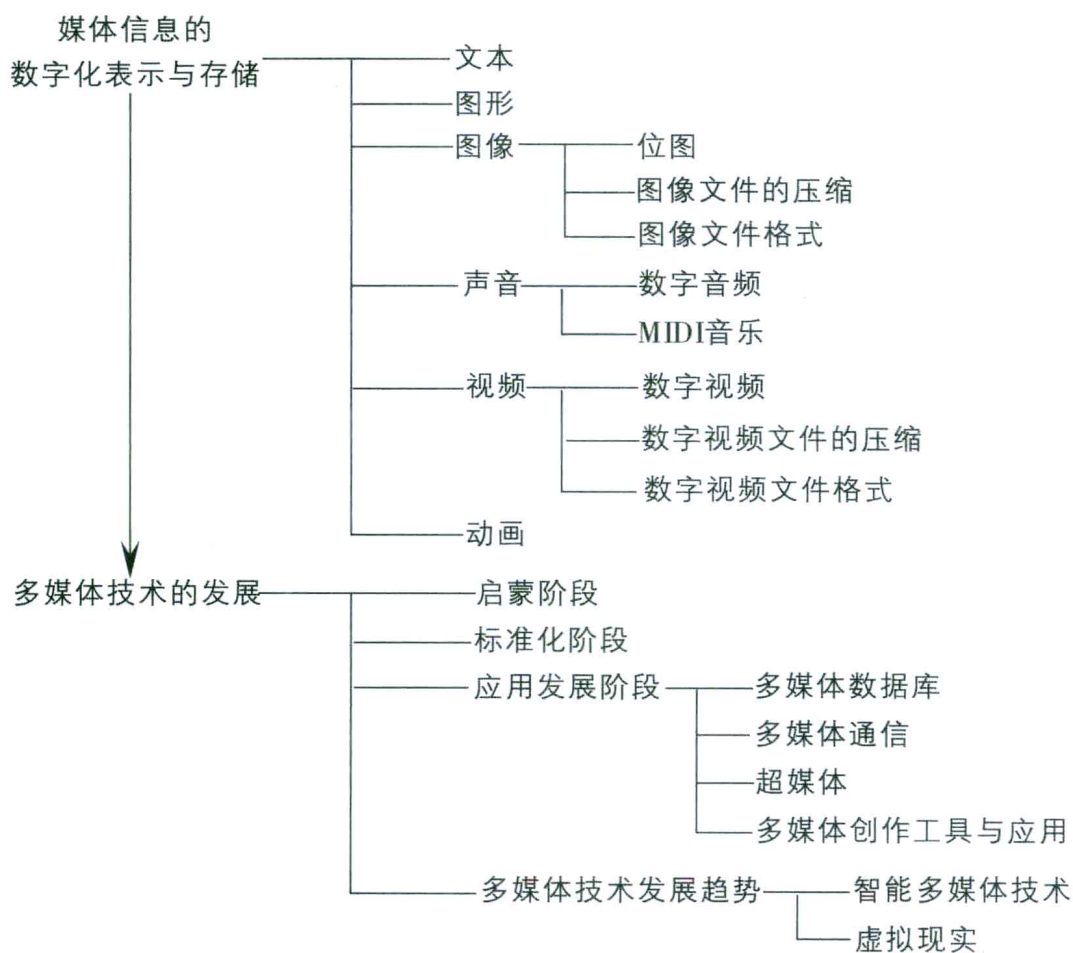 媒体信息的
数字化表示与存储
文本
图形
图像
位图
图像文件的压缩
图像文件格式
声音
数字音频
MIDI音乐
视频
数字视频
数字视频文件的压缩
数字视频文件格式
动画
多媒体技术的发展
启蒙阶段
标准化阶段
应用发展阶段
多媒体数据库
多媒体通信
超媒体
多媒体创作工具与应用
多媒体技术发展趋势
智能多媒体技术
虚拟现实